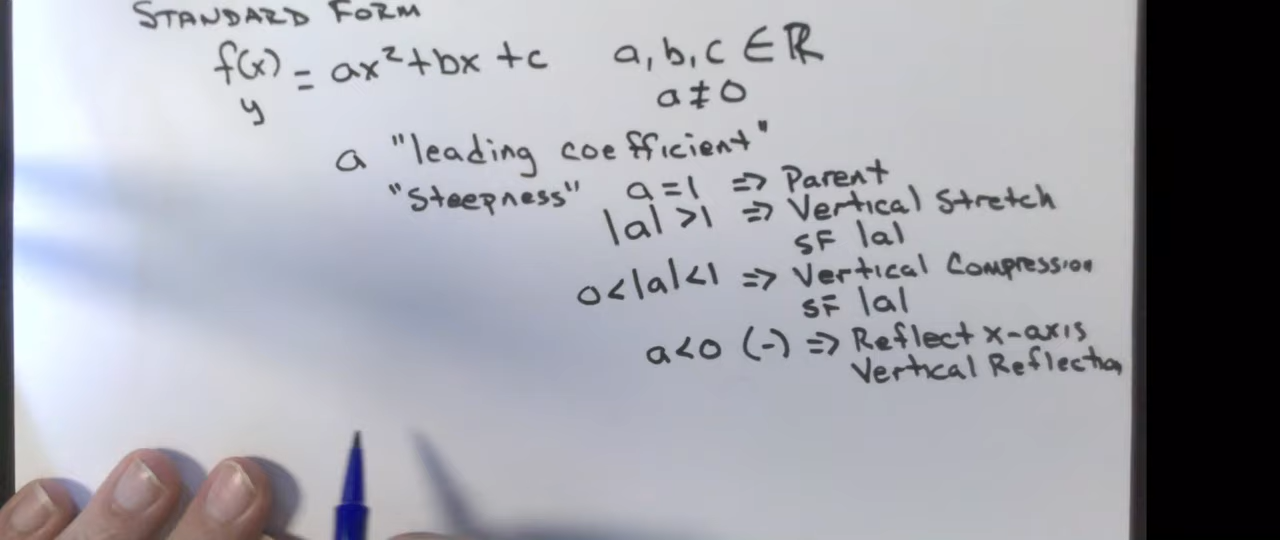 STANDARD FORM
f(x) = ax²+bx +c a, b, c ∈ ℝ
y a ≠ 0
a "leading coefficient"
"Steepness" a=1 => Parent
|a| >1 => Vertical Stretch
SF |a|
0<|a|<1 => Vertical Compression
SF |a|
a<0 (-) => Reflect x-axis
Vertical Reflection